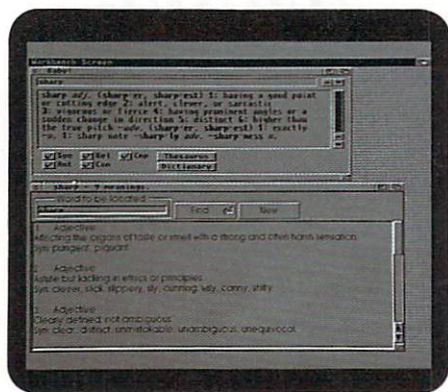 Workbench Screen
Baby!
sharp
sharp adj. (sharp·er, sharp·est) 1: having a good point
or cutting edge 2: alert, clever, or sarcastic
3: vigorous or fierce 4: having prominent angles or a
sudden change in direction 5: distinct 6: higher than
the true pitch -adv. (sharp·er, sharp·est) 1: exactly
-n. 1: sharp note -sharp·ly adv. -sharp·ness n.
Syn Rel Cmp Thesaurus
Ant Con Dictionary
sharp - 9 meanings.
Word to be located
sharp Find New
1. Adjective
Affecting the organs of taste or smell with a strong and often harsh sensation.
Syn: pungent, piquant
2. Adjective
Astute but lacking in ethics or principles.
Syn: clever, slick, slippery, sly, cunning, wily, canny, shifty
3. Adjective
Clearly defined; not ambiguous
Syn: clear, distinct, unmistakable, unambiguous, unequivocal